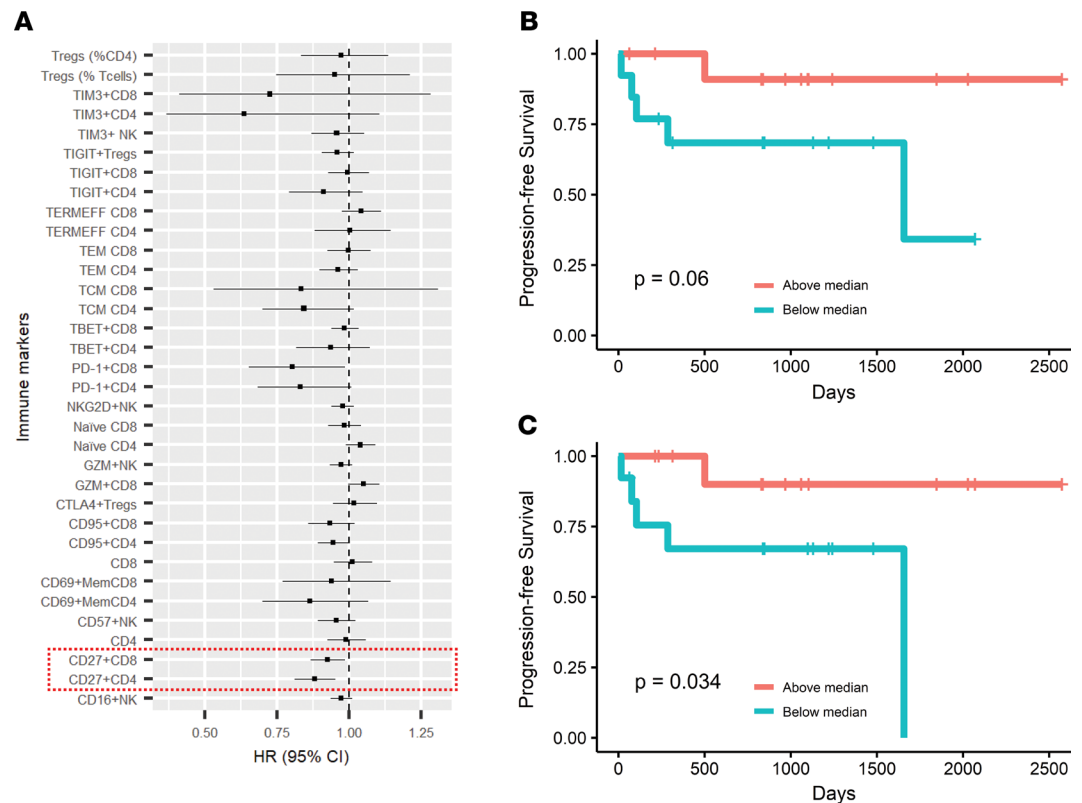 A
Immune markers
Tregs (%CD4)
Tregs (% Tcells)
TIM3+CD8
TIM3+CD4
TIM3+ NK
TIGIT+Tregs
TIGIT+CD8
TIGIT+CD4
TERMEFF CD8
TERMEFF CD4
TEM CD8
TEM CD4
TCM CD8
TCM CD4
TBET+CD8
TBET+CD4
PD-1+CD8
PD-1+CD4
NKG2D+NK
Naïve CD8
Naïve CD4
GZM+NK
GZM+CD8
CTLA4+Tregs
CD95+CD8
CD95+CD4
CD8
CD69+MemCD8
CD69+MemCD4
CD57+NK
CD4
CD27+CD8
CD27+CD4
CD16+NK
0.50 0.75 1.00 1.25
HR (95% CI)
B
Progression-free Survival
1.00
0.75
0.50
0.25
0.00
p = 0.06
Above median
Below median
0 500 1000 1500 2000 2500
Days
C
Progression-free Survival
1.00
0.75
0.50
0.25
0.00
p = 0.034
Above median
Below median
0 500 1000 1500 2000 2500
Days